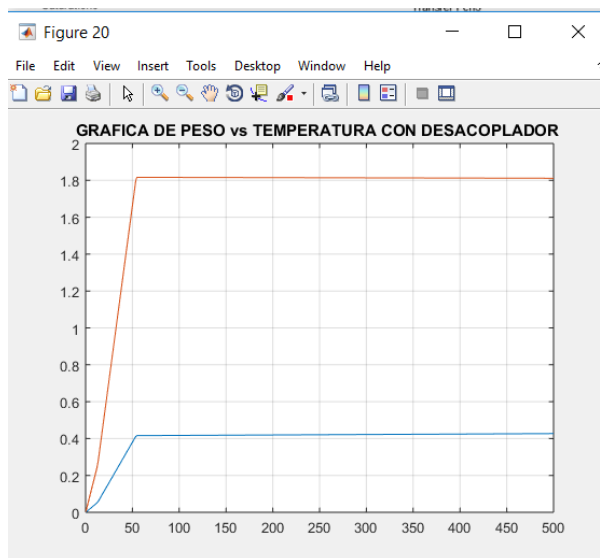 Figure 20
File Edit View Insert Tools Desktop Window Help
GRAFICA DE PESO vs TEMPERATURA CON DESACOPLADOR
2
1.8
1.6
1.4
1.2
1
0.8
0.6
0.4
0.2
0
0 50 100 150 200 250 300 350 400 450 500